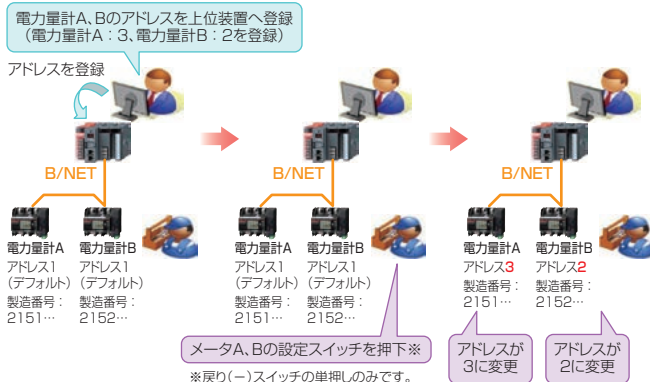 電力量計A、Bのアドレスを上位装置へ登録
(電力量計A：3、電力量計B：2を登録)
アドレスを登録
B/NET
電力量計A
アドレス1
(デフォルト)
製造番号：
2151…
電力量計B
アドレス1
(デフォルト)
製造番号：
2152…
B/NET
電力量計A
アドレス1
(デフォルト)
製造番号：
2151…
電力量計B
アドレス1
(デフォルト)
製造番号：
2152…
メータA、Bの設定スイッチを押下※
※戻り(－)スイッチの単押しのみです。
B/NET
電力量計A
アドレス3
製造番号：
2151…
電力量計B
アドレス2
製造番号：
2152…
アドレスが
3に変更
アドレスが
2に変更